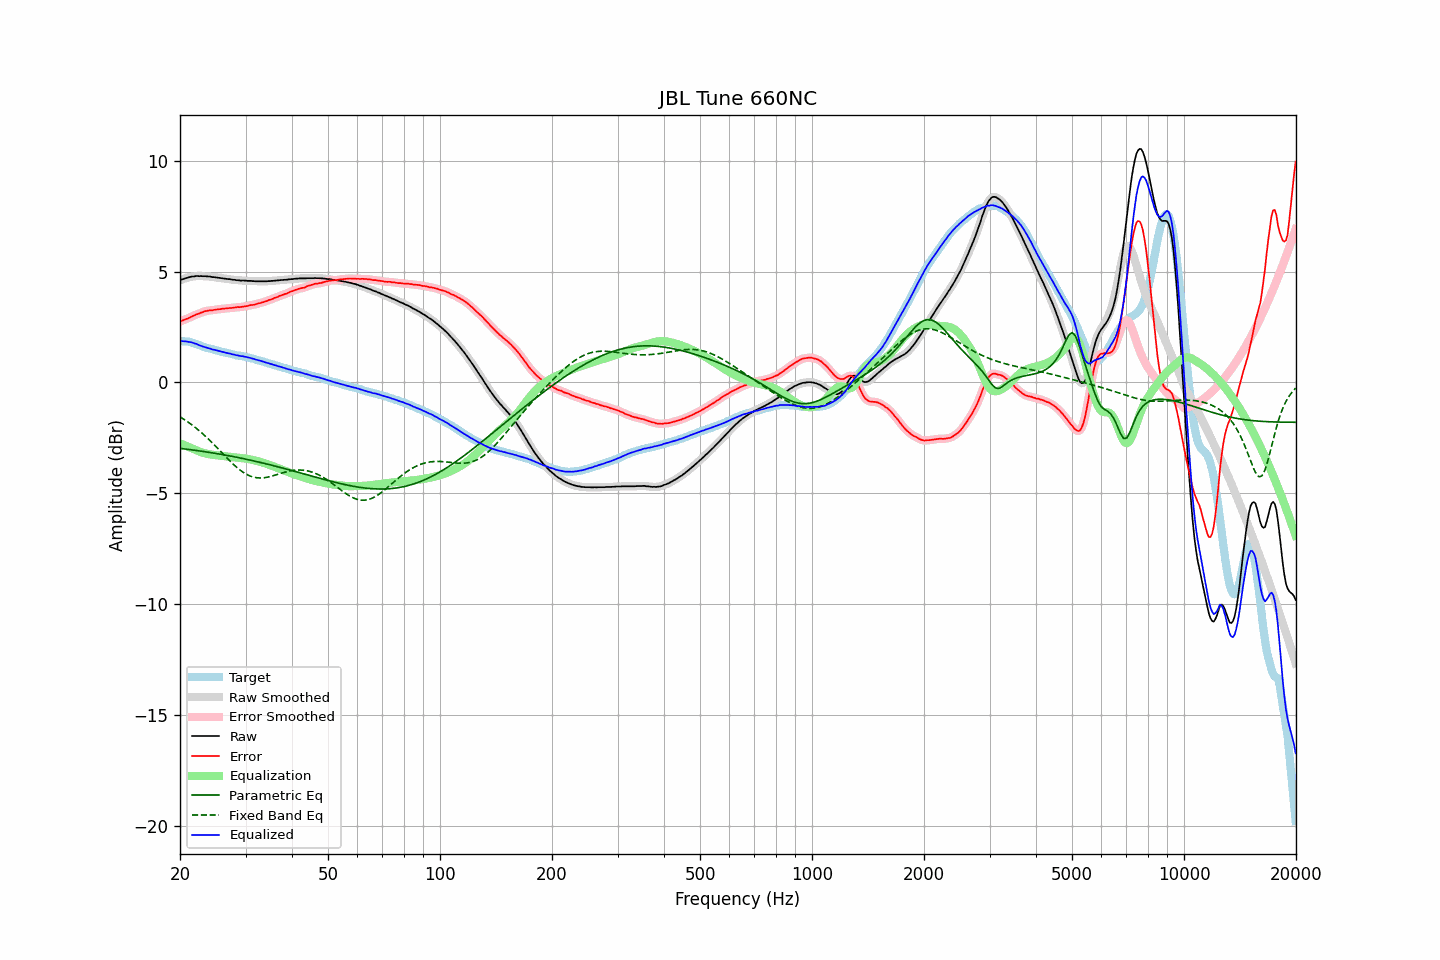 JBL Tune 660NC
Amplitude (dBr)
10
5
0
−5
−10
−15
−20
Target
Raw Smoothed
Error Smoothed
Raw
Error
Equalization
Parametric Eq
Fixed Band Eq
Equalized
20 50 100 200 500 1000 2000 5000 10000 20000
Frequency (Hz)